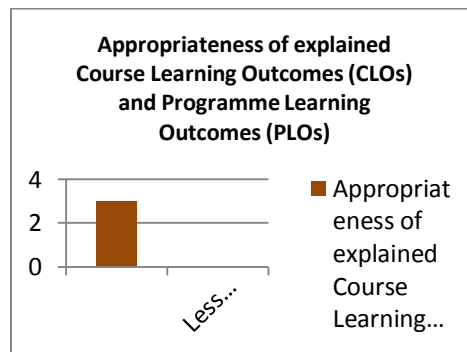 Appropriateness of explained
Course Learning Outcomes (CLOs)
and Programme Learning
Outcomes (PLOs)
4
2
0
Less...
Appropriat
eness of
explained
Course
Learning...